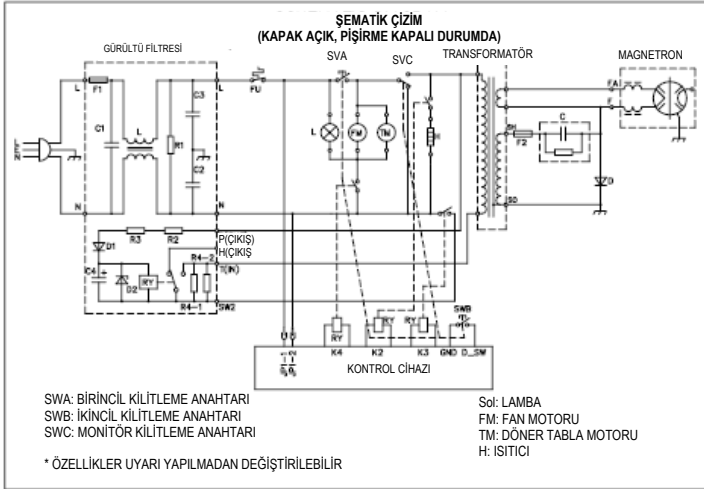 ŞEMATİK ÇİZİM
(KAPAK AÇIK, PİŞİRME KAPALI DURUMDA)
GÜRÜLTÜ FİLTRESİ
SVA
SVC
TRANSFORMATÖR
MAGNETRON
L
F1
C1
L
R1
C3
C2
L
FU
L
FM
TM
H
FA
F
5H
F2
C
D
SO
N
N
D1
R3
R2
P(ÇIKIŞ)
H(ÇIKIŞ
R4-2
T(IN)
C4
+
D2
RY
R4-1
SW2
RY
RY
RY
SWB
K4
K2
K3
GND
D_SW
KONTROL CİHAZI
SWA: BİRİNCİL KİLİTLEME ANAHTARI
SWB: İKİNCİL KİLİTLEME ANAHTARI
SWC: MONİTÖR KİLİTLEME ANAHTARI
* ÖZELLİKLER UYARI YAPILMADAN DEĞİŞTİRİLEBİLİR
Sol: LAMBA
FM: FAN MOTORU
TM: DÖNER TABLA MOTORU
H: ISITICI